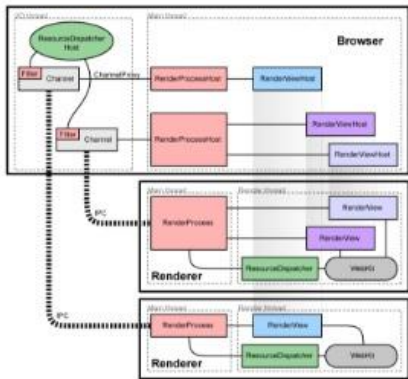 I/O thread
Main thread
ResourceDispatcher
Host
Browser
Filter
Channel
ChannelProxy
RenderProcessHost
RenderViewHost
Filter
Channel
RenderProcessHost
RenderViewHost
RenderViewHost
IPC
Main thread
Render thread
RenderProcess
RenderView
RenderView
Renderer
ResourceDispatcher
WebKit
IPC
Main thread
Render thread
RenderProcess
RenderView
Renderer
ResourceDispatcher
WebKit